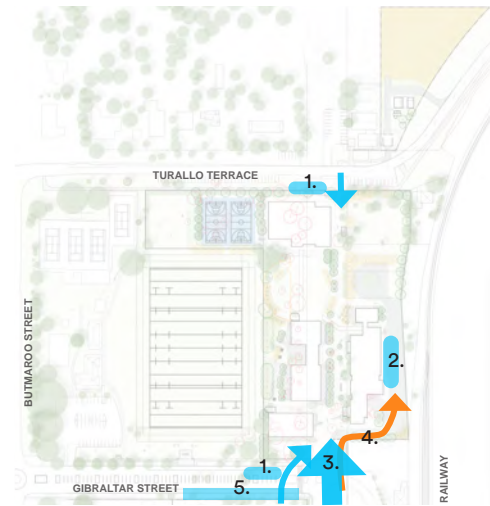 TURALLO TERRACE
1.
BUTMAROO STREET
2.
4.
3.
1.
5.
GIBRALTAR STREET
RAILWAY